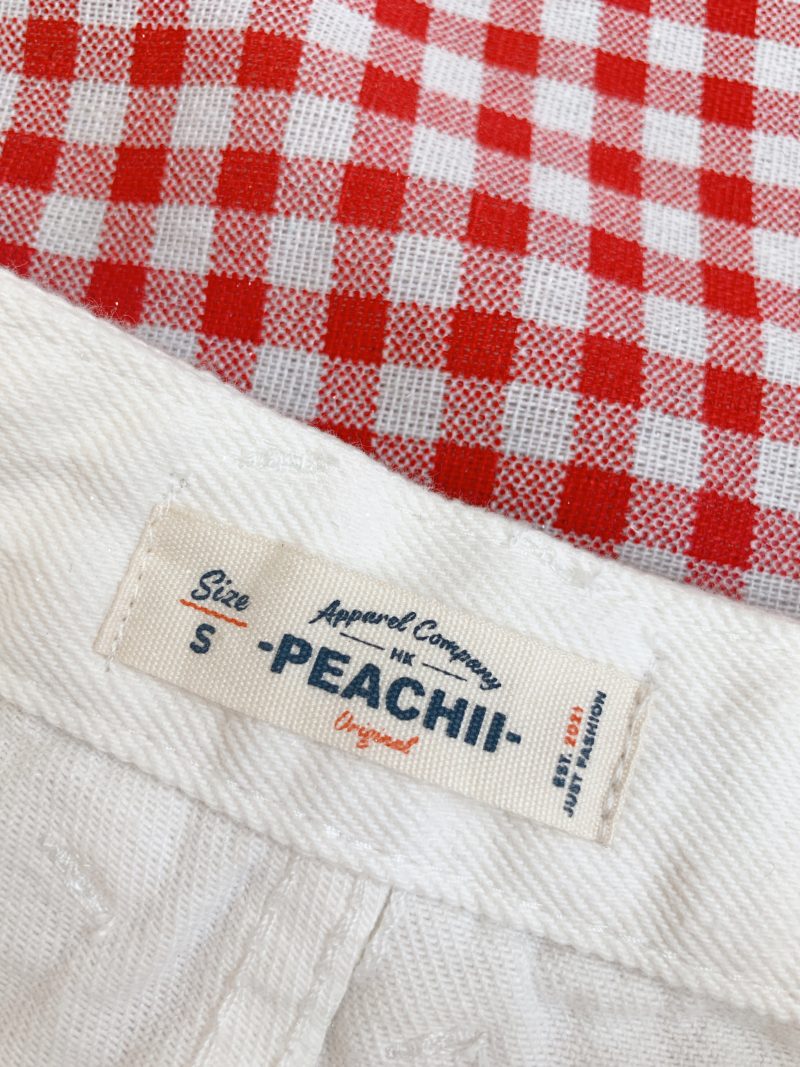 Size
S
Apparel Company
HK
-PEACHII-
Original
EST. 2021
JUST FASHION